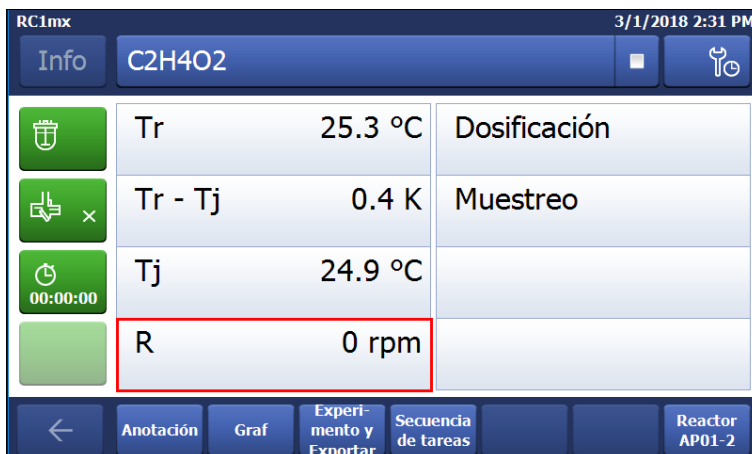 RC1mx 3/1/2018 2:31 PM
Info C2H4O2
Tr 25.3 °C Dosificación
Tr - Tj 0.4 K Muestreo
Tj 24.9 °C
00:00:00
R 0 rpm
Anotación Graf Experi-
mento y
Exportar Secuencia
de tareas Reactor
AP01-2